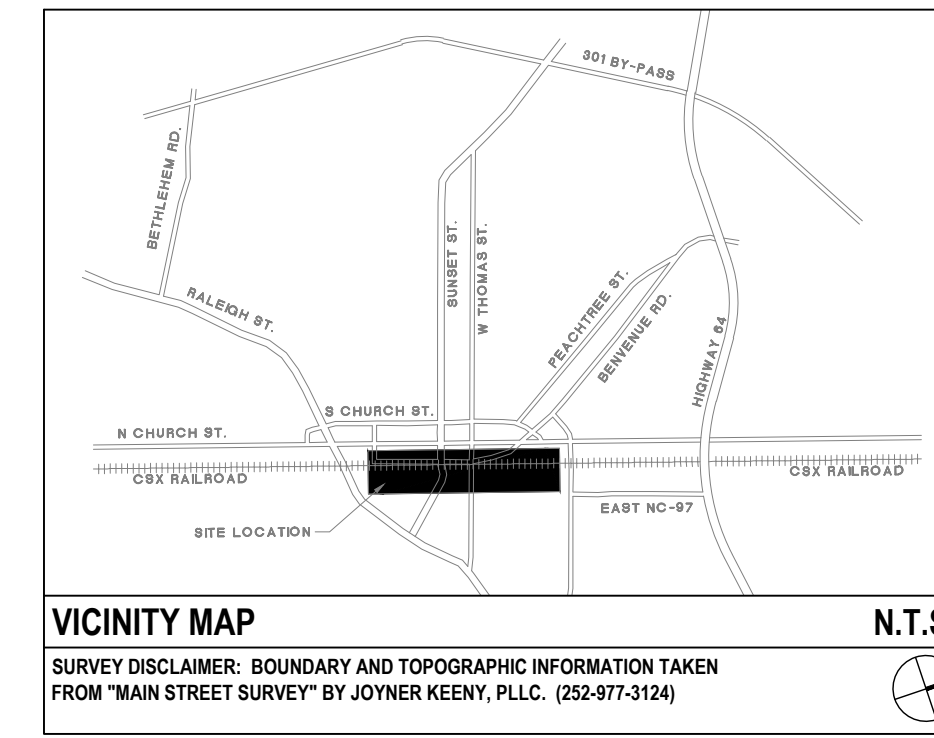 301 BY-PASS
BETHLEHEM RD.
RALEIGH ST.
SUNSET ST.
W THOMAS ST.
PEACHTREE ST.
BENVENUE RD.
HIGHWAY 64
S CHURCH ST.
N CHURCH ST.
CSX RAILROAD
CSX RAILROAD
EAST NC-97
SITE LOCATION
VICINITY MAP
N.T.S
SURVEY DISCLAIMER: BOUNDARY AND TOPOGRAPHIC INFORMATION TAKEN
FROM "MAIN STREET SURVEY" BY JOYNER KEENY, PLLC. (252-977-3124)